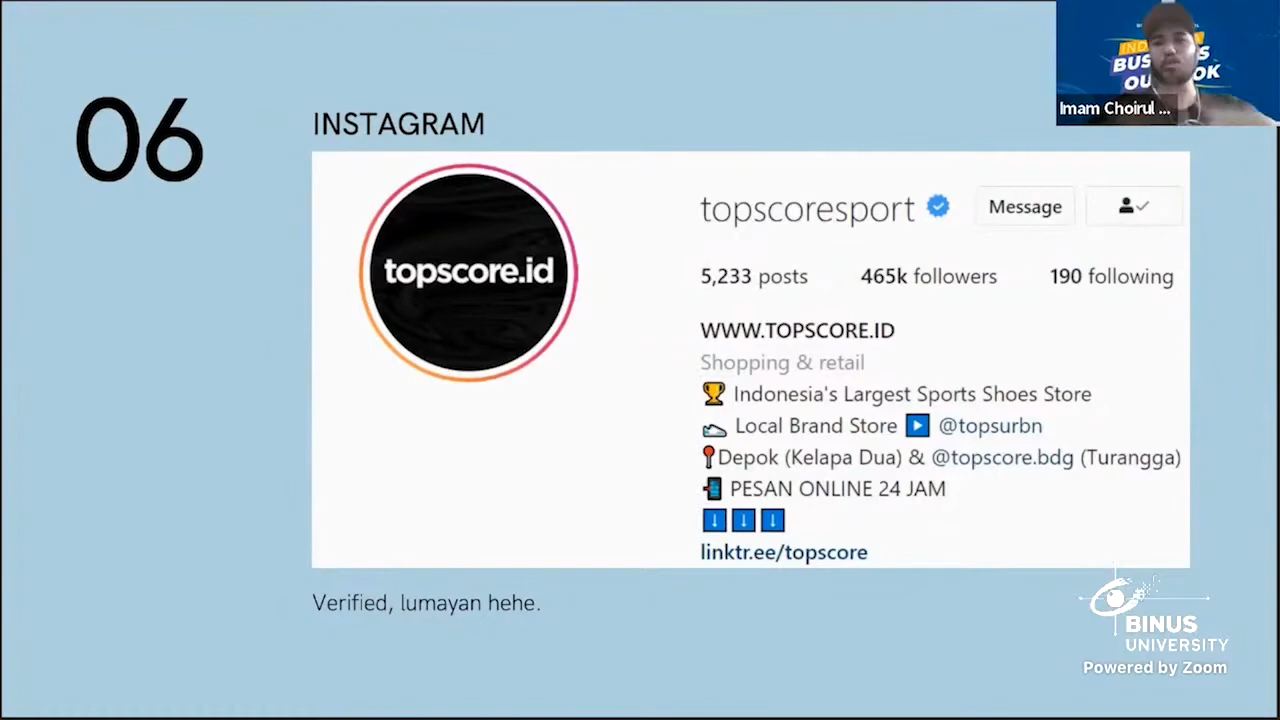 06
INSTAGRAM
topscore.id
topscoresport
Message
5,233 posts 465k followers 190 following
WWW.TOPSCORE.ID
Shopping & retail
🏆 Indonesia's Largest Sports Shoes Store
👟 Local Brand Store ▶️ @topsurbn
📍Depok (Kelapa Dua) & @topscore.bdg (Turangga)
📲 PESAN ONLINE 24 JAM
⬇️⬇️⬇️
linktr.ee/topscore
Verified, lumayan hehe.
Imam Choirul ...
BINUS
UNIVERSITY
Powered by Zoom